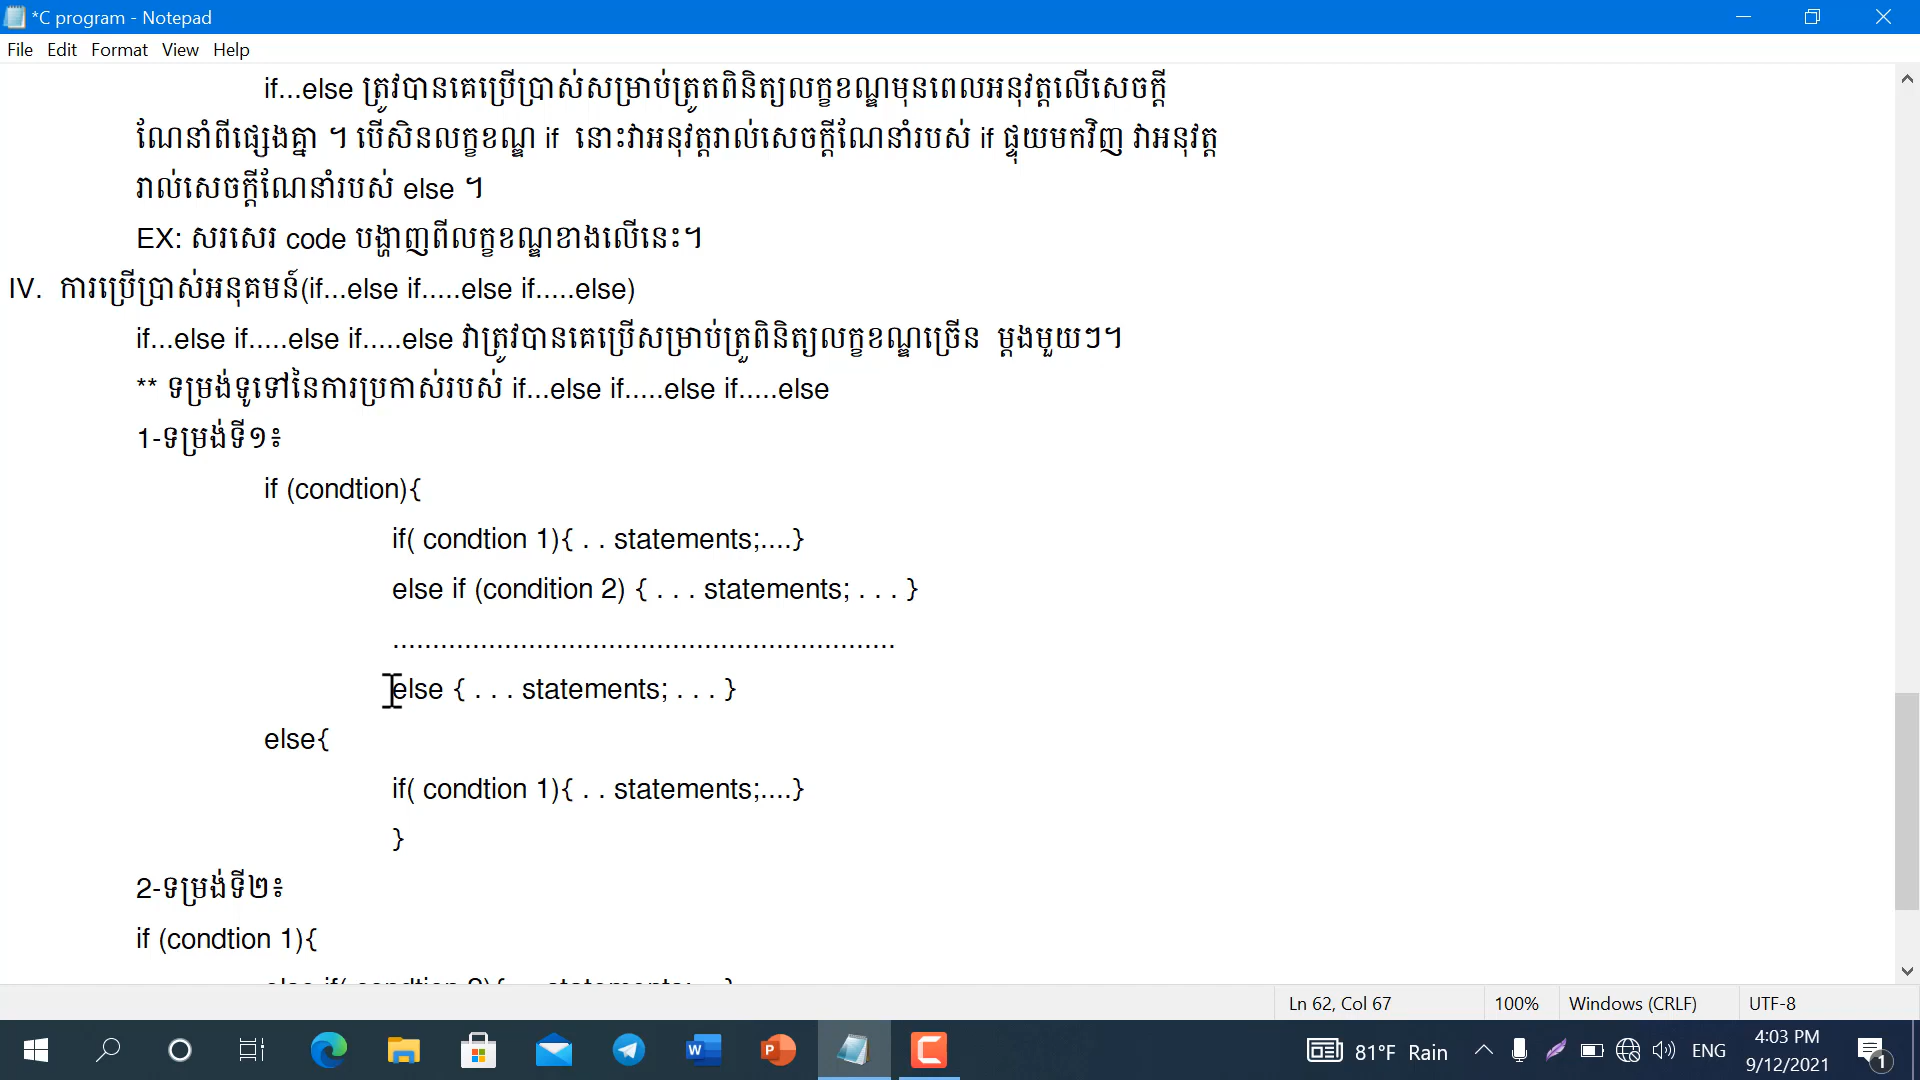 *C program - Notepad
File Edit Format View Help
if...else ត្រូវបានគេប្រើប្រាស់សម្រាប់ត្រួតពិនិត្យលក្ខខណ្ឌមុនពេលអនុវត្តលើសេចក្ដី
ណែនាំពីផ្សេងគ្នា ។ បើសិនលក្ខខណ្ឌ if  នោះវាអនុវត្តរាល់សេចក្ដីណែនាំរបស់ if ផ្ទុយមកវិញ វាអនុវត្ត
រាល់សេចក្ដីណែនាំរបស់ else ។
EX: សរសេរ code បង្ហាញពីលក្ខខណ្ឌខាងលើនេះ។
IV.  ការប្រើប្រាស់អនុគមន៍(if...else if.....else if.....else)
if...else if.....else if.....else វាត្រូវបានគេប្រើសម្រាប់ត្រួពិនិត្យលក្ខខណ្ឌច្រើន  ម្ដងមួយៗ។
** ទម្រង់ទូទៅនៃការប្រកាស់របស់ if...else if.....else if.....else
1-ទម្រង់ទី១៖
if (condtion){
if( condtion 1){ . . statements;....}
else if (condition 2) { . . . statements; . . . }
...............................................................
else { . . . statements; . . . }
else{
if( condtion 1){ . . statements;....}
}
2-ទម្រង់ទី២៖
if (condtion 1){
else if( condtion 2){ . . statements;....}
Ln 62, Col 67 100% Windows (CRLF) UTF-8
81°F Rain ENG 4:03 PM
9/12/2021 1